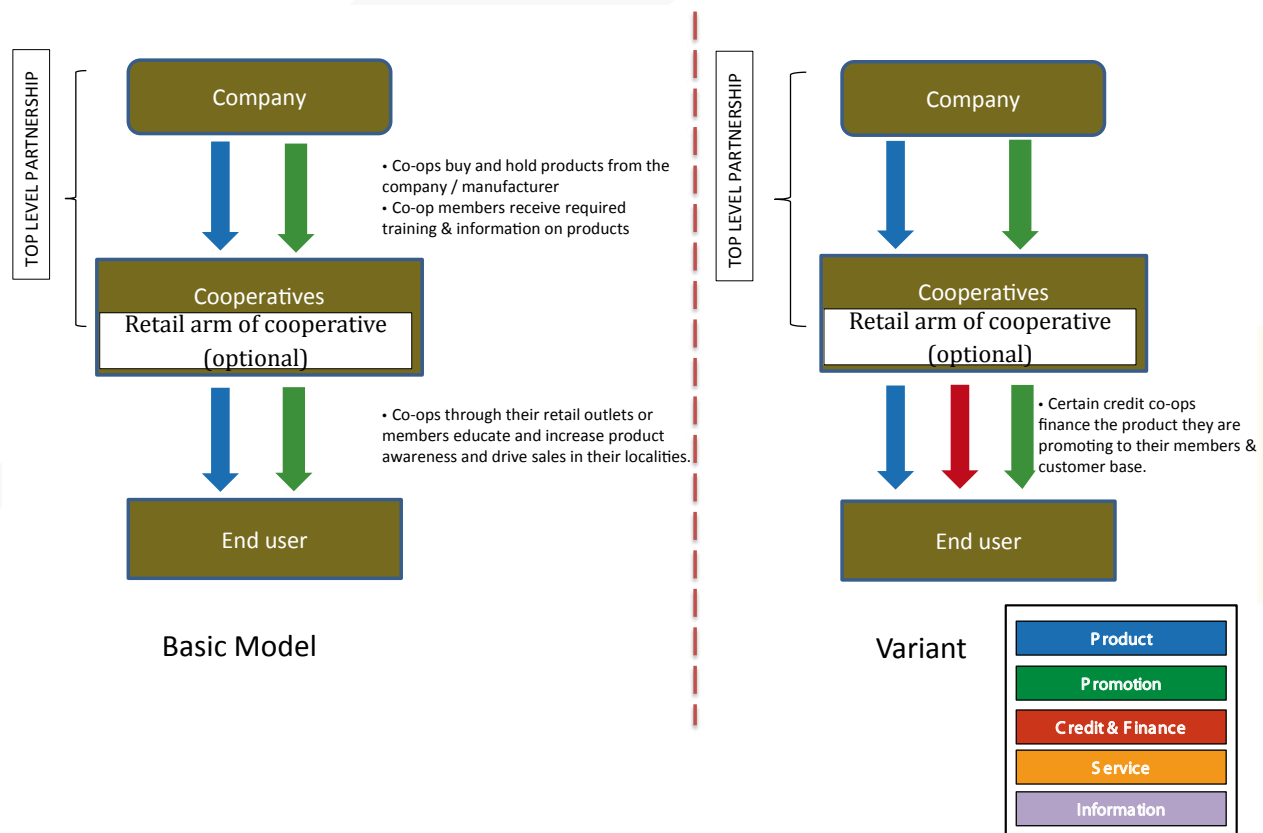 TOP LEVEL PARTNERSHIP
Company
• Co-ops buy and hold products from the
company / manufacturer
• Co-op members receive required
training & information on products
Cooperatives
Retail arm of cooperative
(optional)
• Co-ops through their retail outlets or
members educate and increase product
awareness and drive sales in their localities.
End user
Basic Model
TOP LEVEL PARTNERSHIP
Company
Cooperatives
Retail arm of cooperative
(optional)
• Certain credit co-ops
finance the product they are
promoting to their members &
customer base.
End user
Variant
Product
Promotion
Credit & Finance
Service
Information